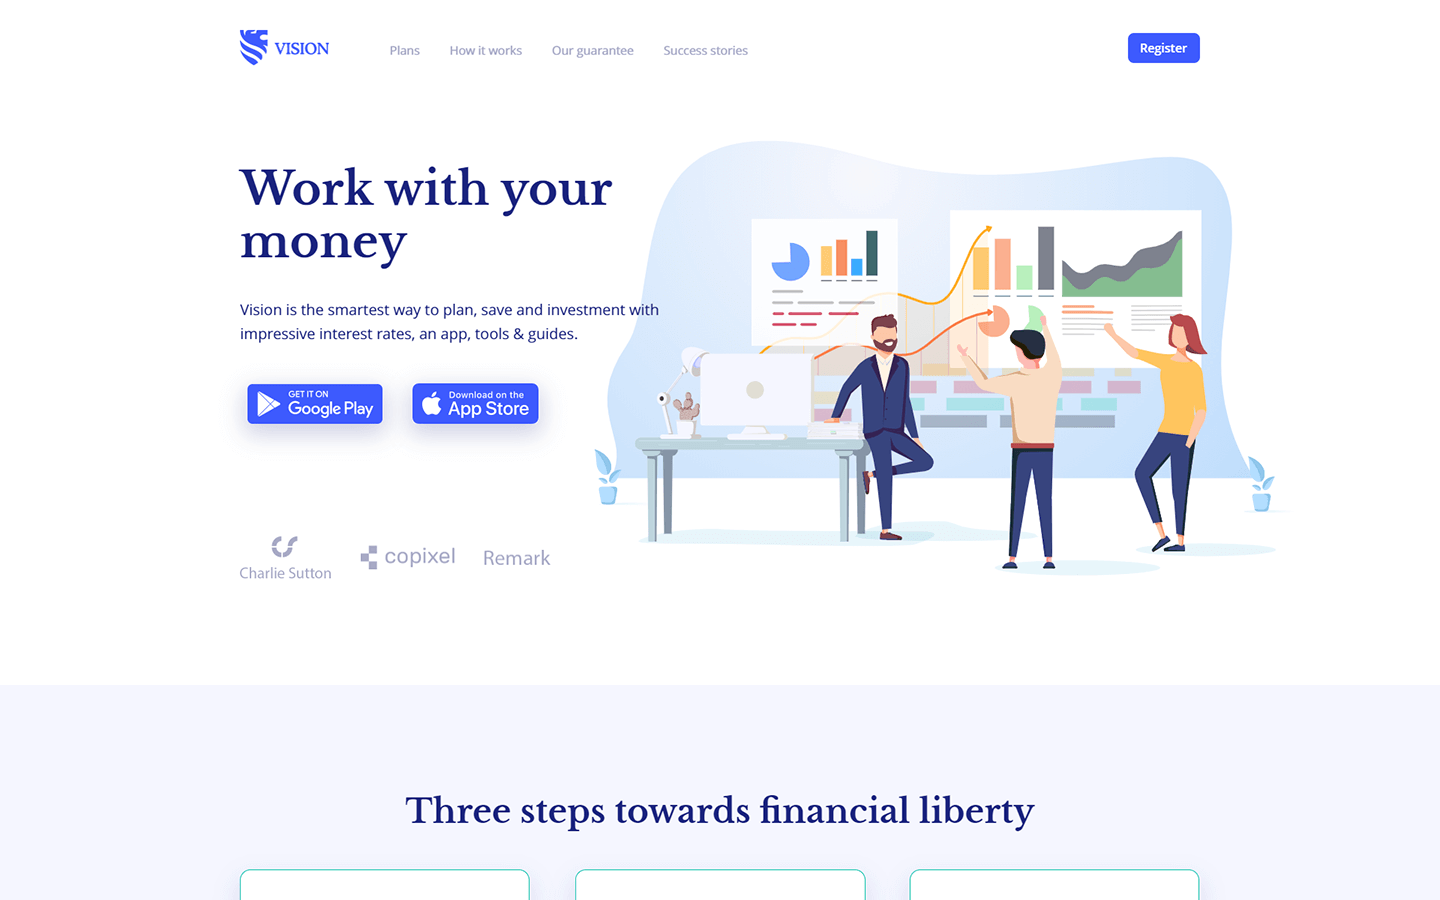 VISION
Plans
How it works
Our guarantee
Success stories
Register
Work with your
money
Vision is the smartest way to plan, save and investment with
impressive interest rates, an app, tools & guides.
GET IT ON
Google Play
Download on the
App Store
Charlie Sutton
copixel
Remark
Three steps towards financial liberty